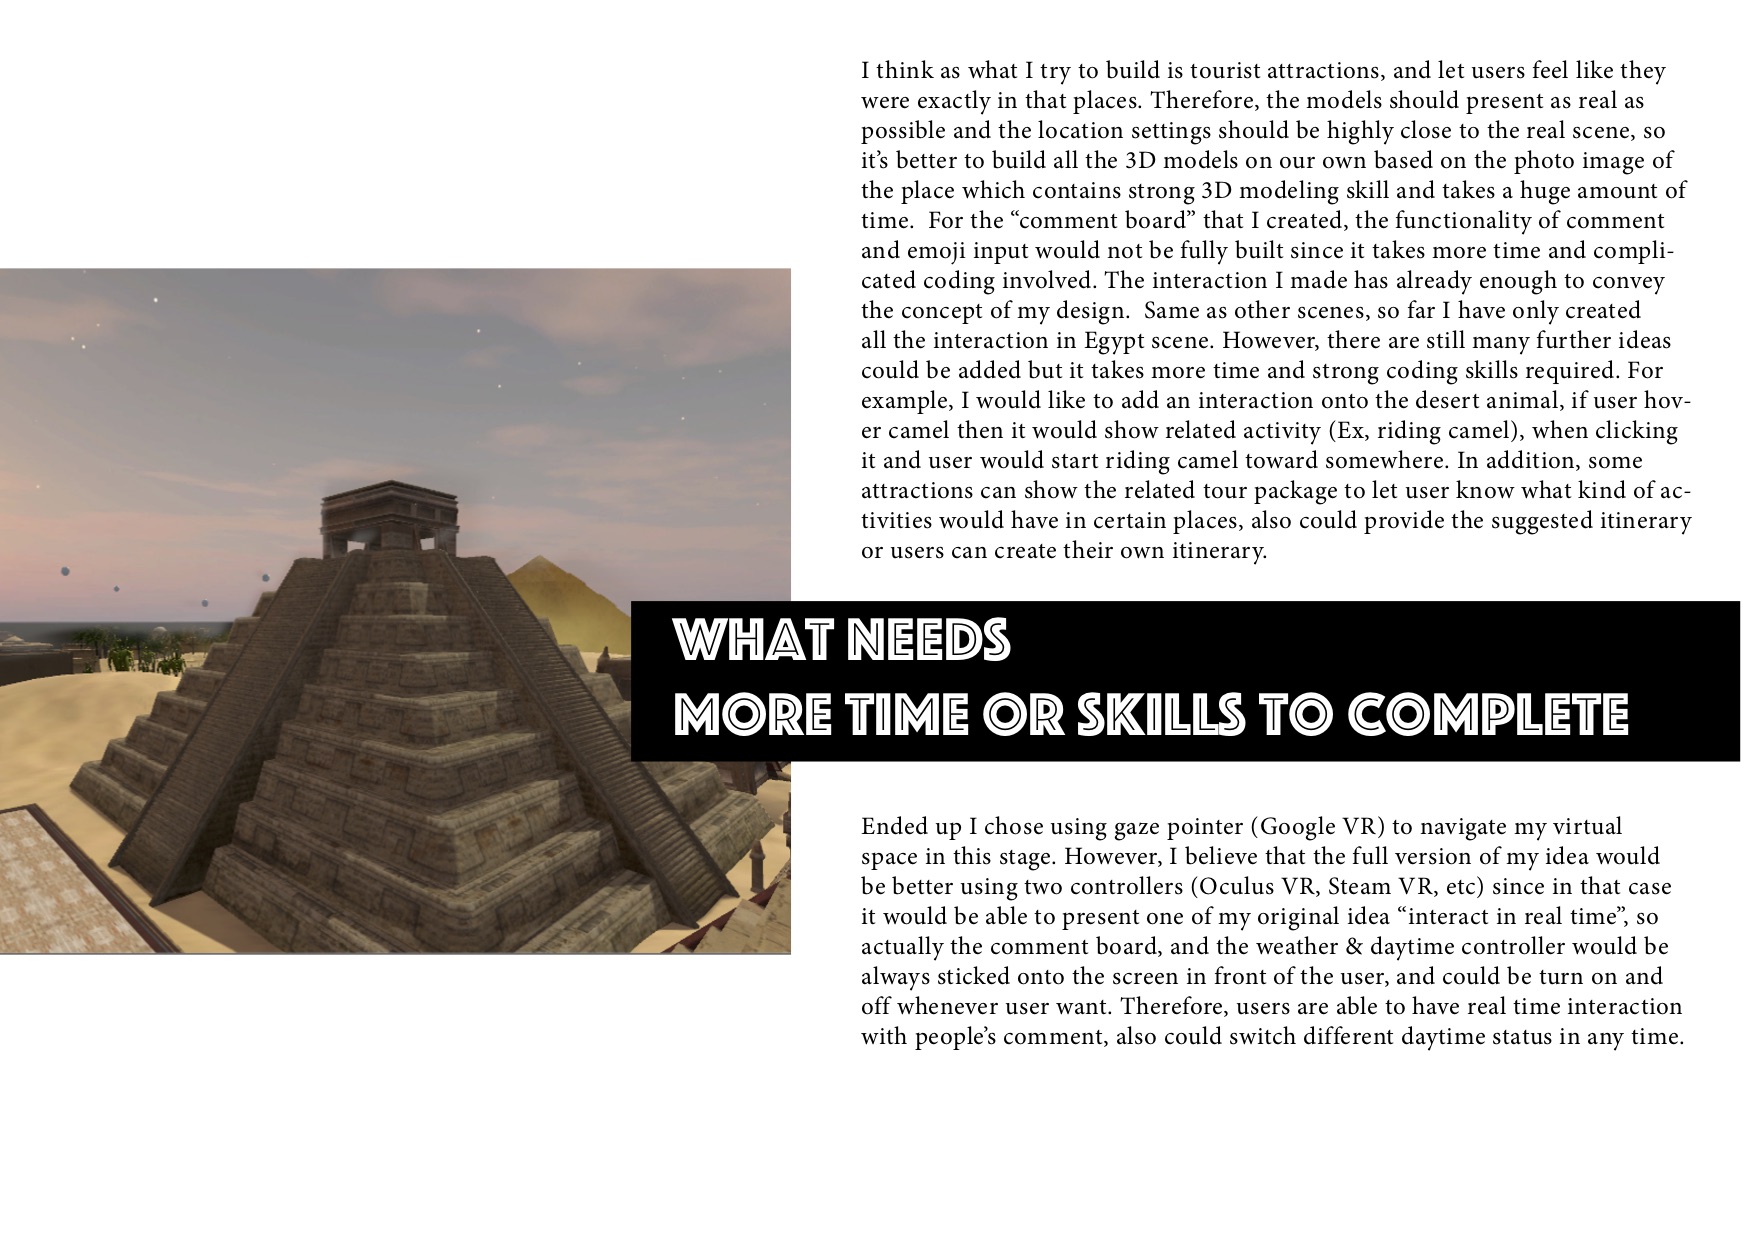 I think as what I try to build is tourist attractions, and let users feel like they
were exactly in that places. Therefore, the models should present as real as
possible and the location settings should be highly close to the real scene, so
it’s better to build all the 3D models on our own based on the photo image of
the place which contains strong 3D modeling skill and takes a huge amount of
time.  For the “comment board” that I created, the functionality of comment
and emoji input would not be fully built since it takes more time and compli-
cated coding involved. The interaction I made has already enough to convey
the concept of my design.  Same as other scenes, so far I have only created
all the interaction in Egypt scene. However, there are still many further ideas
could be added but it takes more time and strong coding skills required. For
example, I would like to add an interaction onto the desert animal, if user hov-
er camel then it would show related activity (Ex, riding camel), when clicking
it and user would start riding camel toward somewhere. In addition, some
attractions can show the related tour package to let user know what kind of ac-
tivities would have in certain places, also could provide the suggested itinerary
or users can create their own itinerary.
WHAT NEEDS
MORE TIME OR SKILLS TO COMPLETE
Ended up I chose using gaze pointer (Google VR) to navigate my virtual
space in this stage. However, I believe that the full version of my idea would
be better using two controllers (Oculus VR, Steam VR, etc) since in that case
it would be able to present one of my original idea “interact in real time”, so
actually the comment board, and the weather & daytime controller would be
always sticked onto the screen in front of the user, and could be turn on and
off whenever user want. Therefore, users are able to have real time interaction
with people’s comment, also could switch different daytime status in any time.